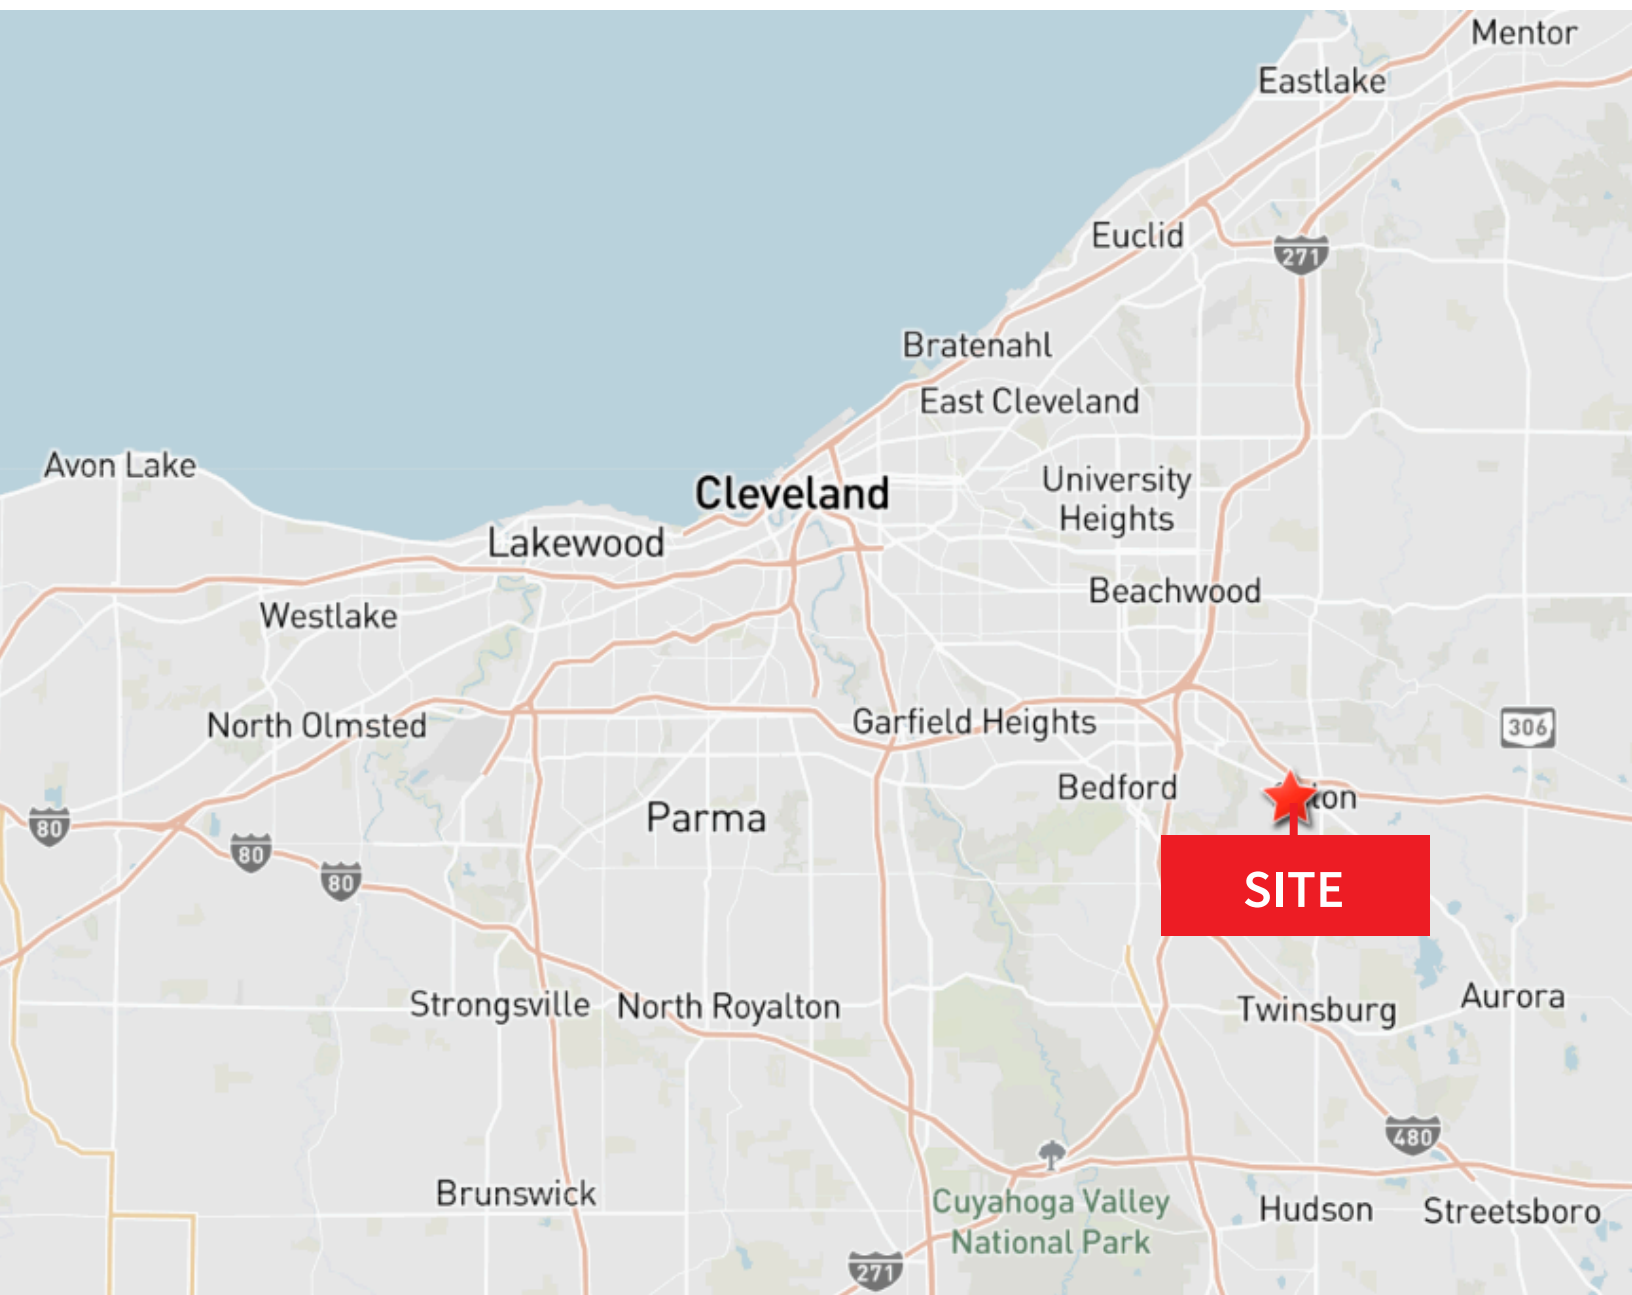 Mentor
Eastlake
Euclid
271
Bratenahl
East Cleveland
Avon Lake
University
Heights
Cleveland
Lakewood
Beachwood
Westlake
North Olmsted
Garfield Heights
306
Bedford
80
Parma
80
80
SITE
Strongsville
North Royalton
Twinsburg
Aurora
480
Brunswick
Cuyahoga Valley
National Park
Hudson
Streetsboro
271